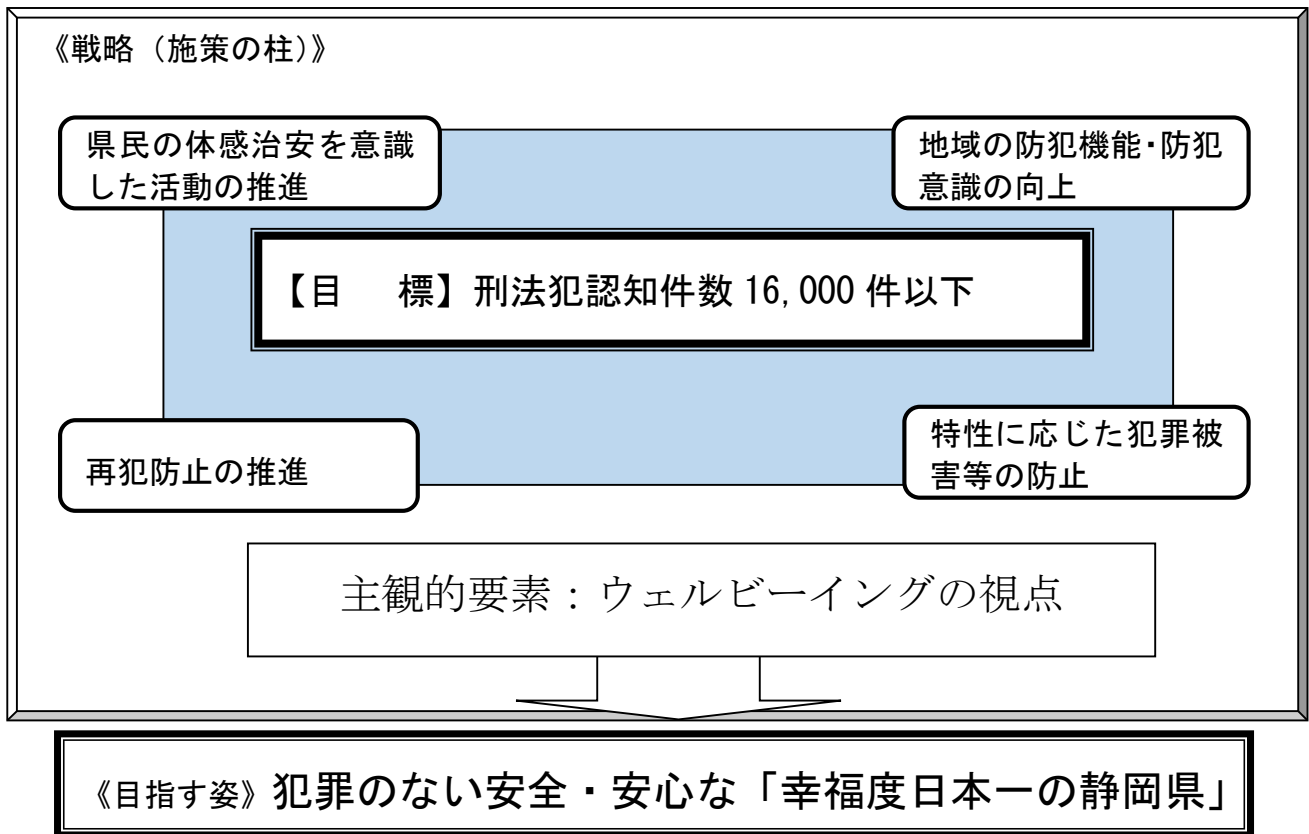 《戦略（施策の柱）》
県民の体感治安を意識
した活動の推進
地域の防犯機能・防犯
意識の向上
【目　標】刑法犯認知件数 16,000 件以下
再犯防止の推進
特性に応じた犯罪被
害等の防止
主観的要素：ウェルビーイングの視点
《目指す姿》犯罪のない安全・安心な「幸福度日本一の静岡県」